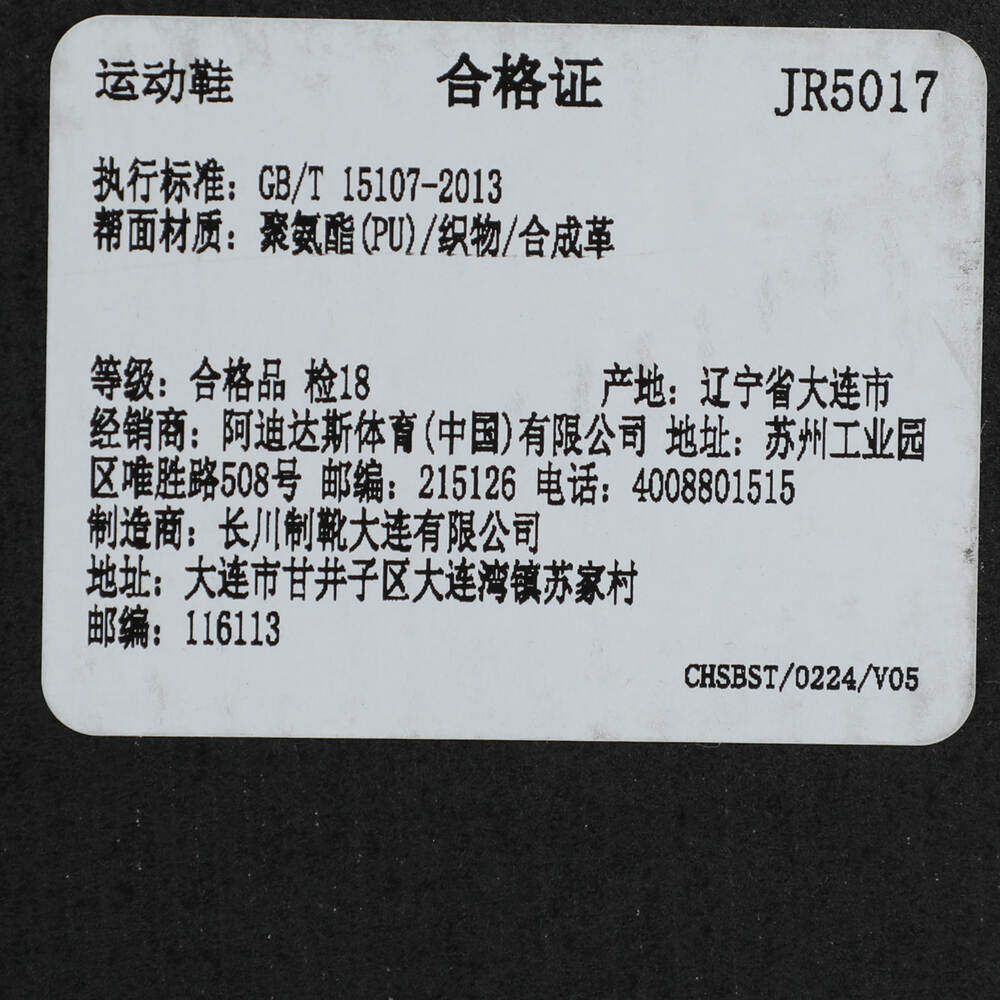 运动鞋 合格证 JR5017
执行标准: GB/T 15107-2013
帮面材质: 聚氨酯(PU)/织物/合成革
等级: 合格品 检18 产地: 辽宁省大连市
经销商: 阿迪达斯体育(中国)有限公司 地址: 苏州工业园
区唯胜路508号 邮编: 215126 电话: 4008801515
制造商: 长川制靴大连有限公司
地址: 大连市甘井子区大连湾镇苏家村
邮编: 116113
CHSBST/0224/V05